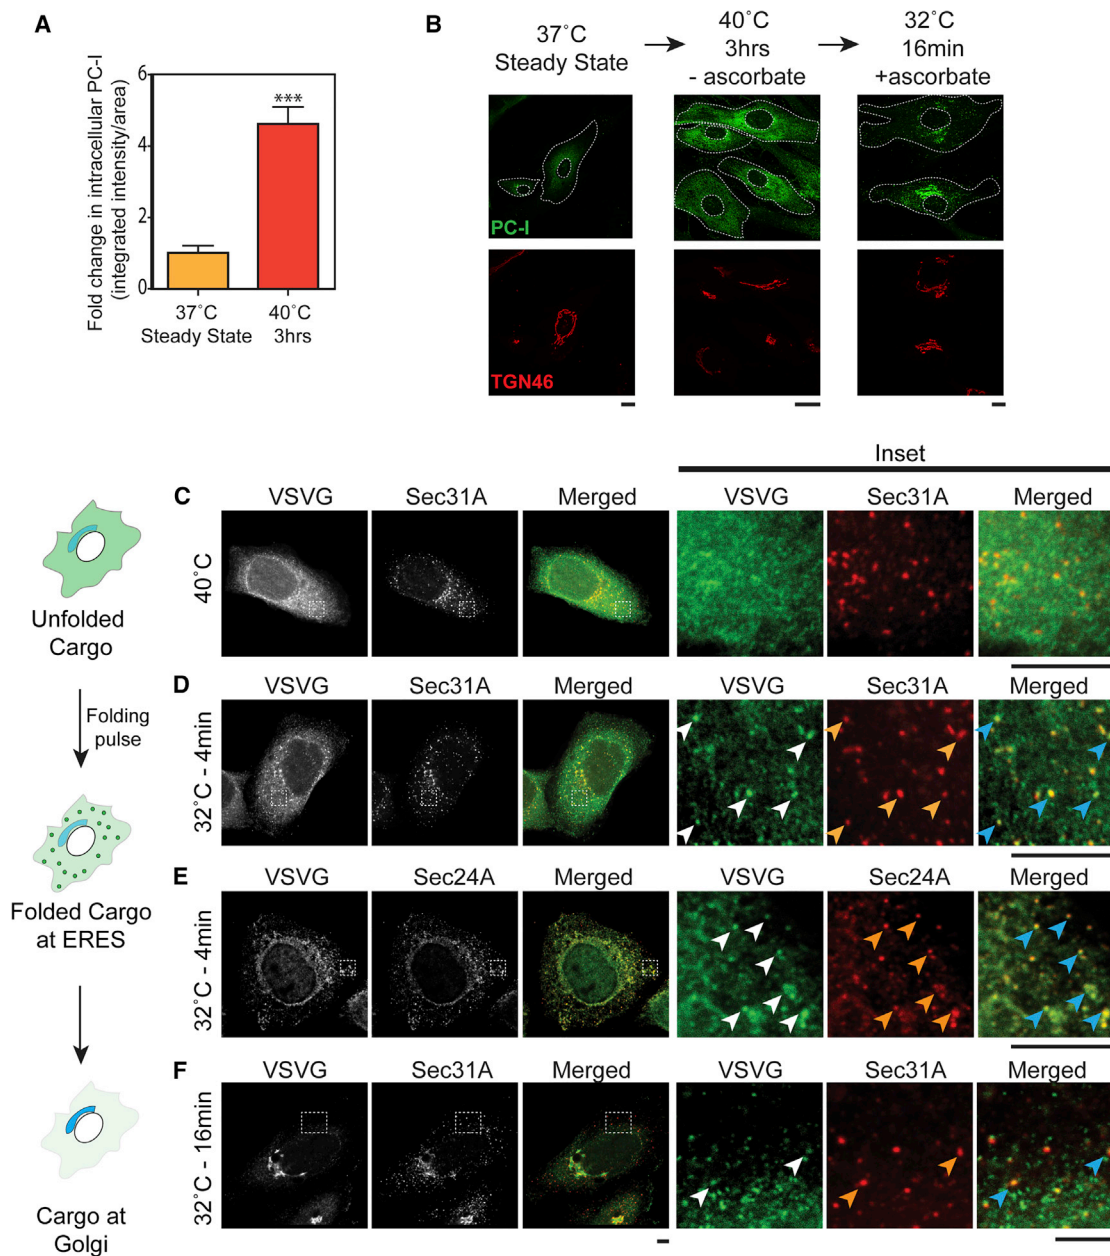 A
Fold change in intracellular PC-I
(integrated intensity/area)
6
4
2
0
***
37˚C
Steady State
40˚C
3hrs
B
37˚C
Steady State
40˚C
3hrs
- ascorbate
32˚C
16min
+ascorbate
PC-I
TGN46
Inset
C
VSVG
Sec31A
Merged
VSVG
Sec31A
Merged
40˚C
Unfolded
Cargo
Folding
pulse
D
VSVG
Sec31A
Merged
VSVG
Sec31A
Merged
32˚C - 4min
Folded Cargo
at ERES
E
VSVG
Sec24A
Merged
VSVG
Sec24A
Merged
32˚C - 4min
F
VSVG
Sec31A
Merged
VSVG
Sec31A
Merged
32˚C - 16min
Cargo at
Golgi